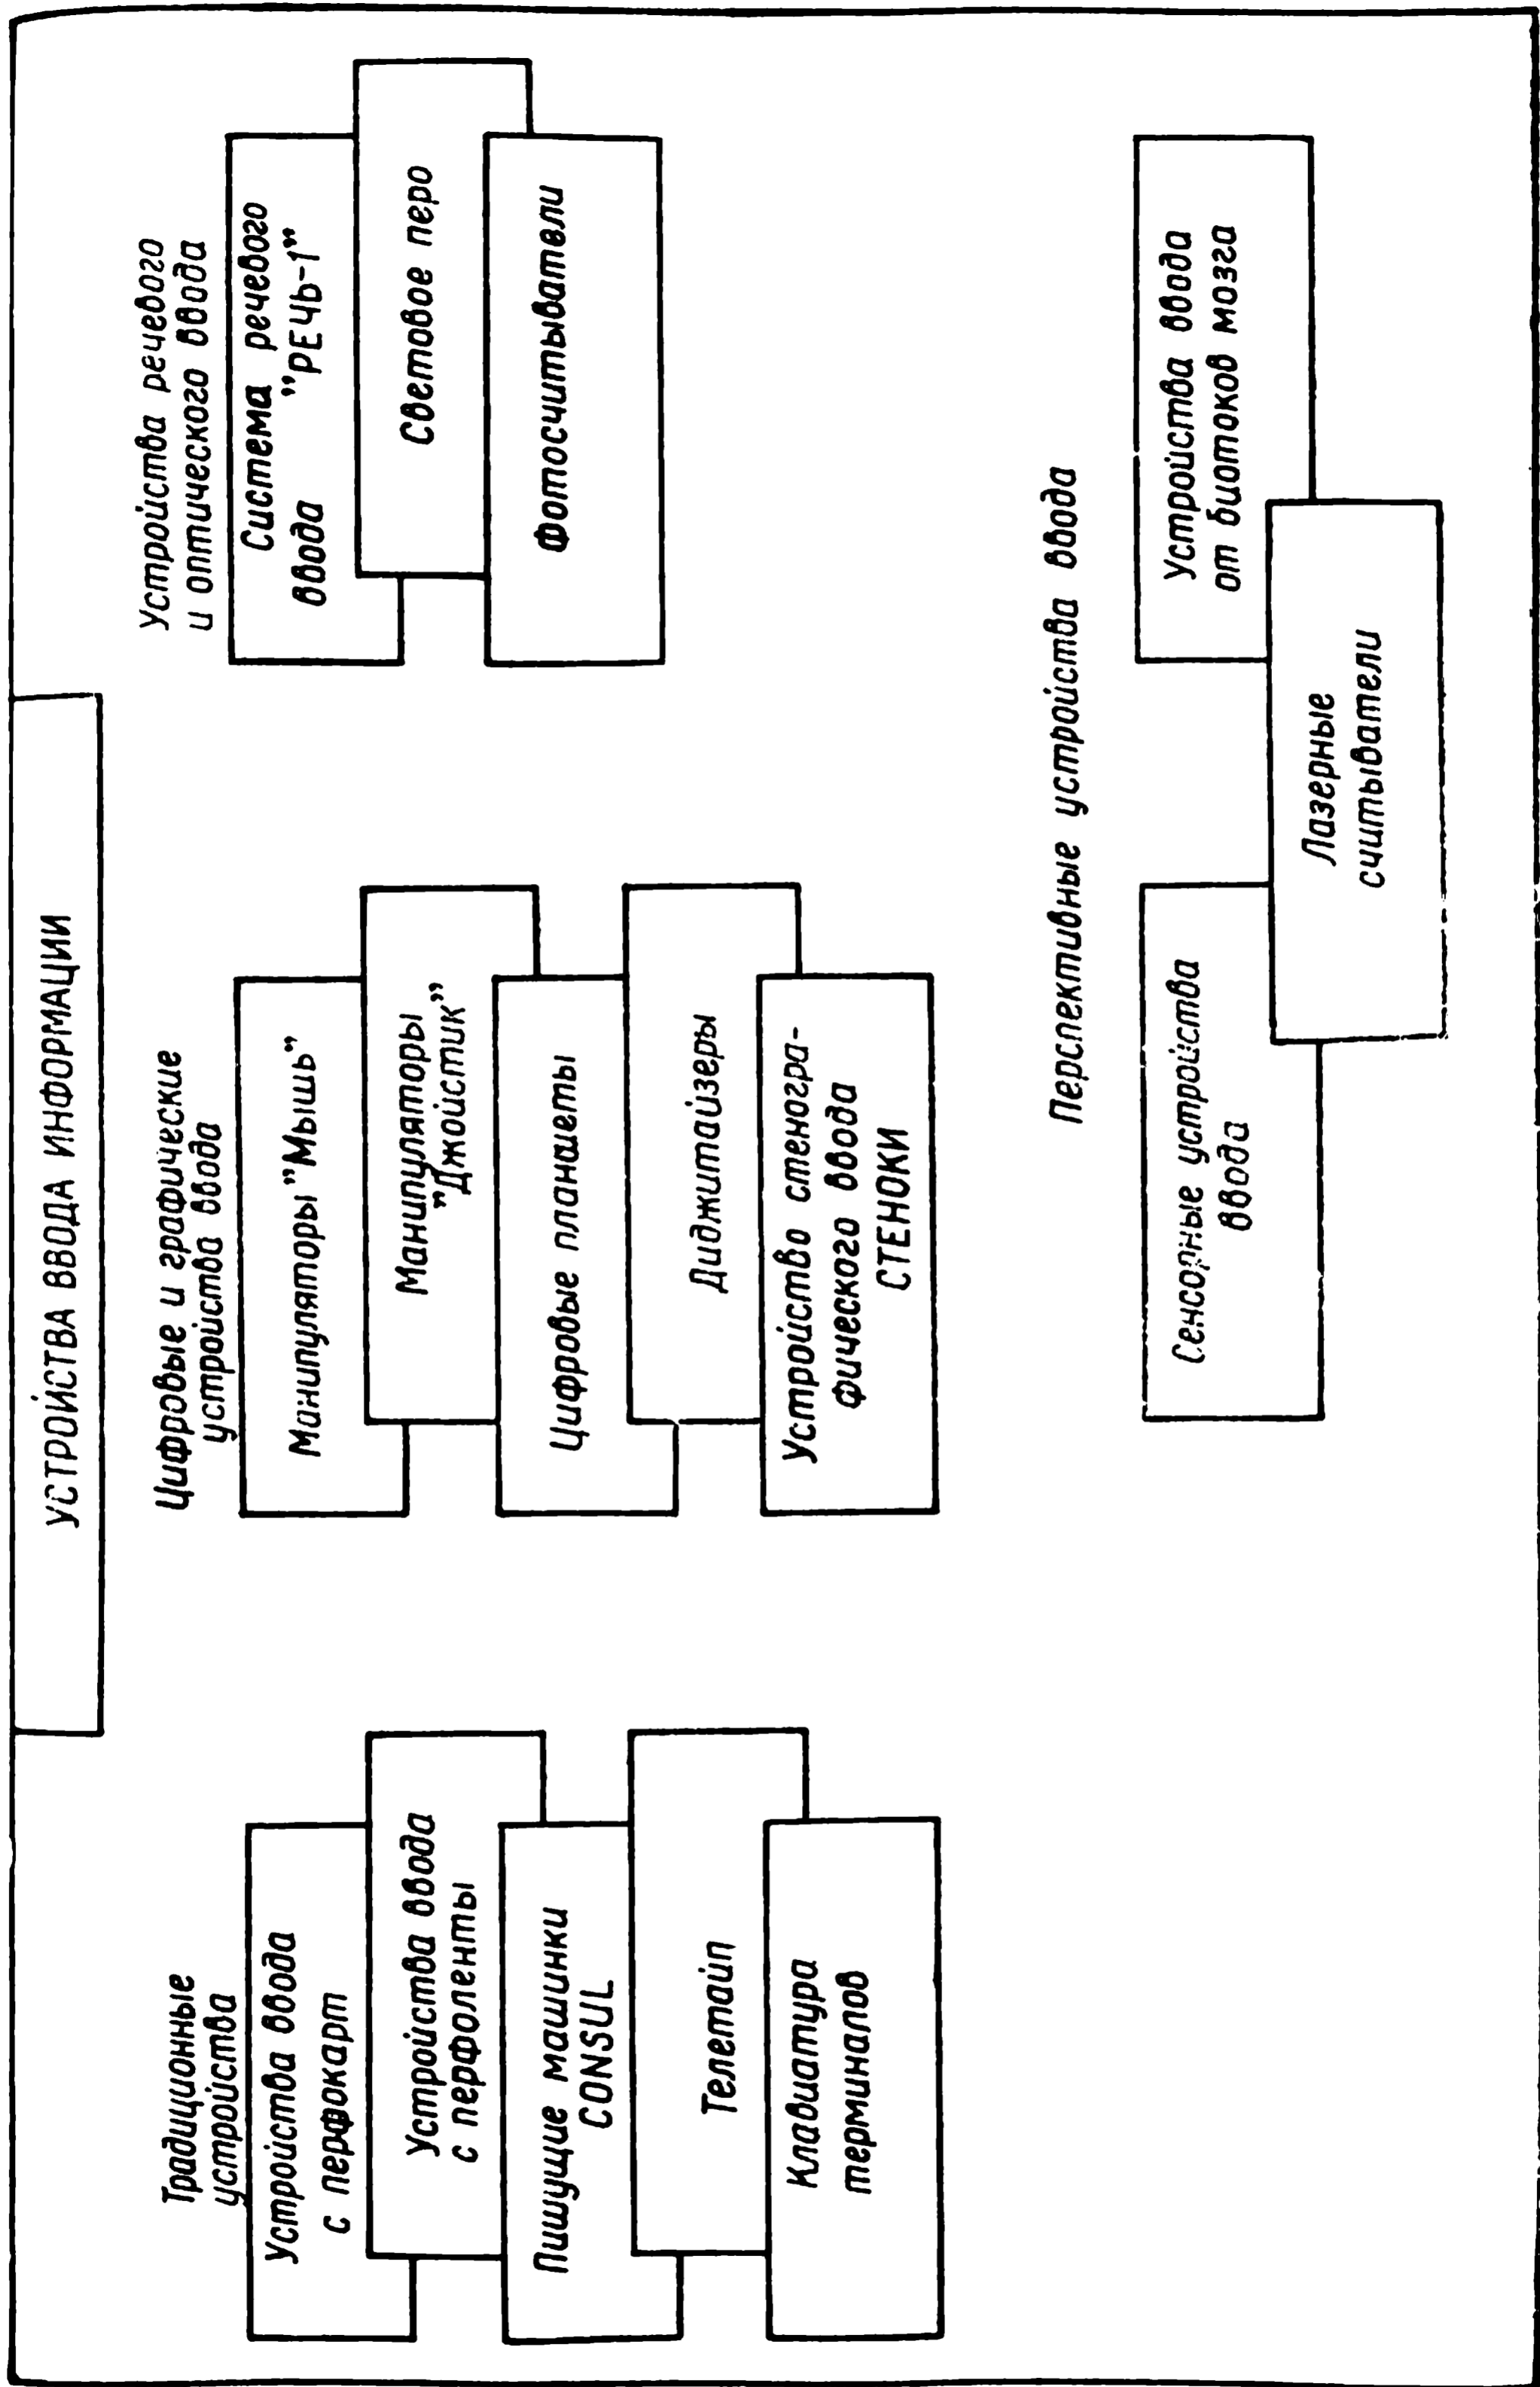 УСТРОЙСТВА ВВОДА ИНФОРМАЦИИ
Традиционные
устройства
Устройства ввода
с перфокарт
Устройства ввода
с перфоленты
Пишущие машинки
CONSUL
Телетайп
Клавиатура
терминалов
Цифровые и графические
устройства ввода
Манипуляторы "Мышь"
Манипуляторы
"Джойстик"
Цифровые планшеты
Диджитайзеры
Устройство стеногра-
фического ввода
СТЕНОКИ
Устройства речевого
и оптического ввода
Система речевого
ввода "РЕЧЬ-1"
Световое перо
Фотосчитыватели
Перспективные устройства ввода
Сенсорные устройства
ввода
Лазерные
считыватели
Устройства ввода
от биотоков мозга